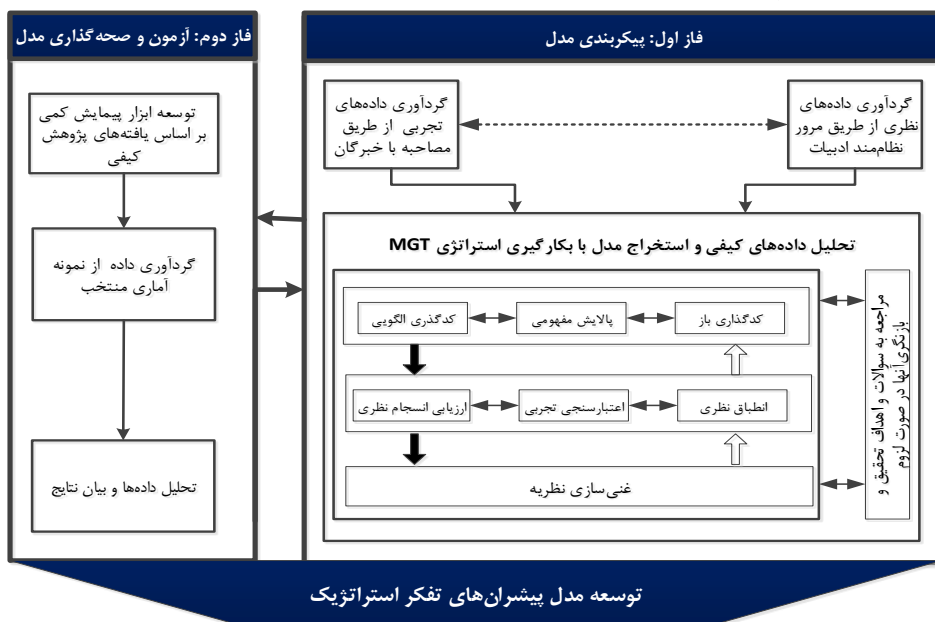 فاز اول: پیکربندی مدل
گردآوری داده‌های
نظری از طریق مرور
نظام‌مند ادبیات
گردآوری داده‌های
تجربی از طریق
مصاحبه با خبرگان
تحلیل داده‌های کیفی و استخراج مدل با بکارگیری استراتژی MGT
کدگذاری باز
پالایش مفهومی
کدگذری الگویی
انطباق نظری
اعتبارسنجی تجربی
ارزیابی انسجام نظری
غنی‌سازی نظریه
مراجعه به سوالات و اهداف تحقیق و
بازنگری آنها در صورت لزوم
فاز دوم: آزمون و صحه‌گذاری مدل
توسعه ابزار پیمایش کمی
بر اساس یافته‌های پژوهش
کیفی
گردآوری داده از نمونه
آماری منتخب
تحلیل داده‌ها و بیان نتایج
توسعه مدل پیشران‌های تفکر استراتژیک